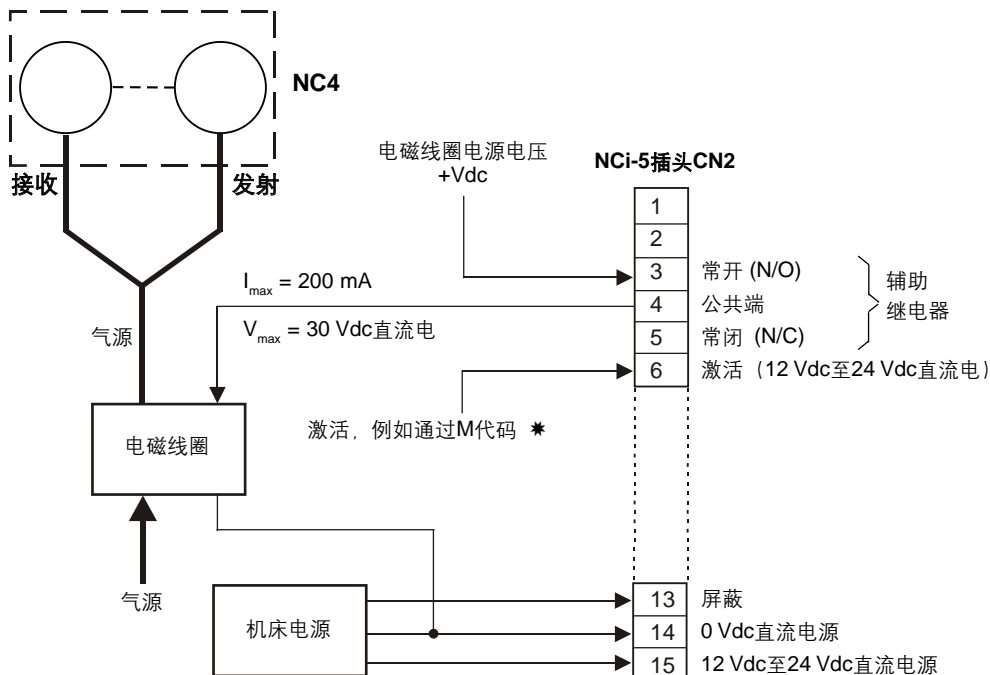 NC4
接收
发射
电磁线圈电源电压
+Vdc
NCi-5插头CN2
1
2
3 常开 (N/O)
4 公共端
5 常闭 (N/C)
6 激活 (12 Vdc至24 Vdc直流电)
辅助
继电器
Imax = 200 mA
Vmax = 30 Vdc直流电
气源
激活，例如通过M代码 ✷
电磁线圈
气源
机床电源
13 屏蔽
14 0 Vdc直流电源
15 12 Vdc至24 Vdc直流电源